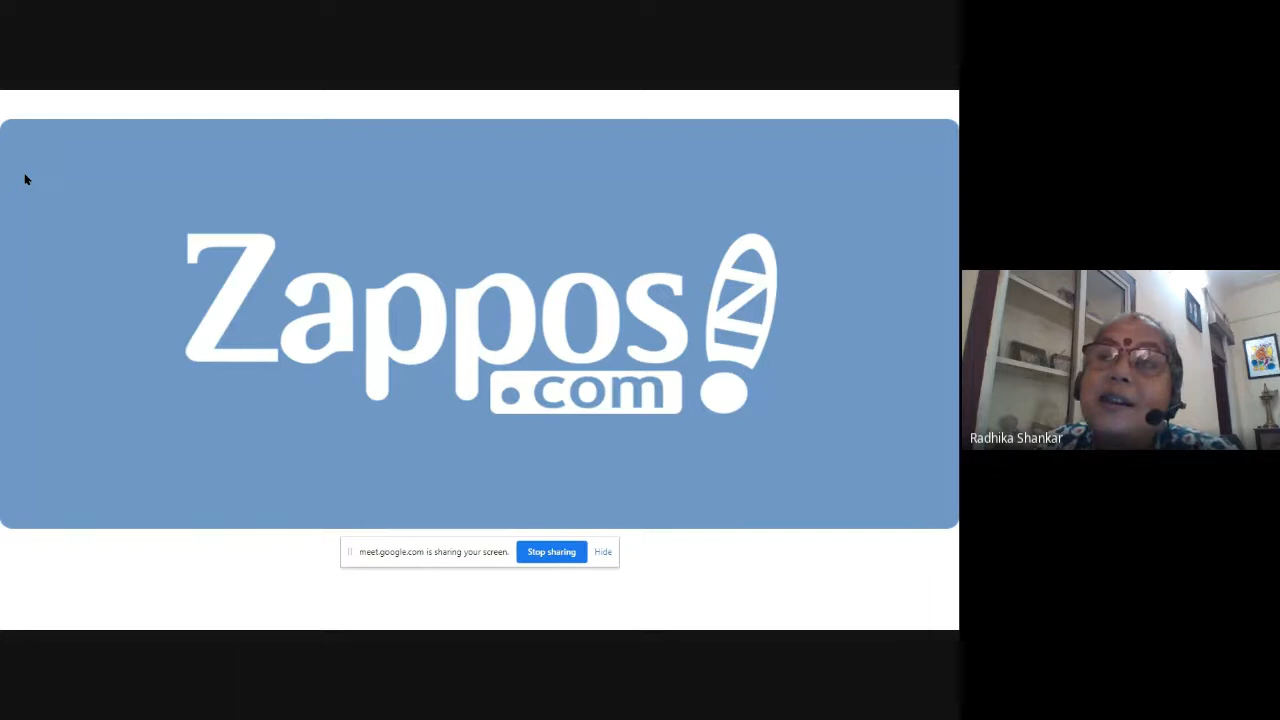 Zappos
.com
meet.google.com is sharing your screen.
Stop sharing
Hide
Radhika Shankar